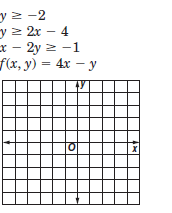 y ≥ -2
y ≥ 2x - 4
x - 2y ≥ -1
f(x, y) = 4x - y
y
O
x